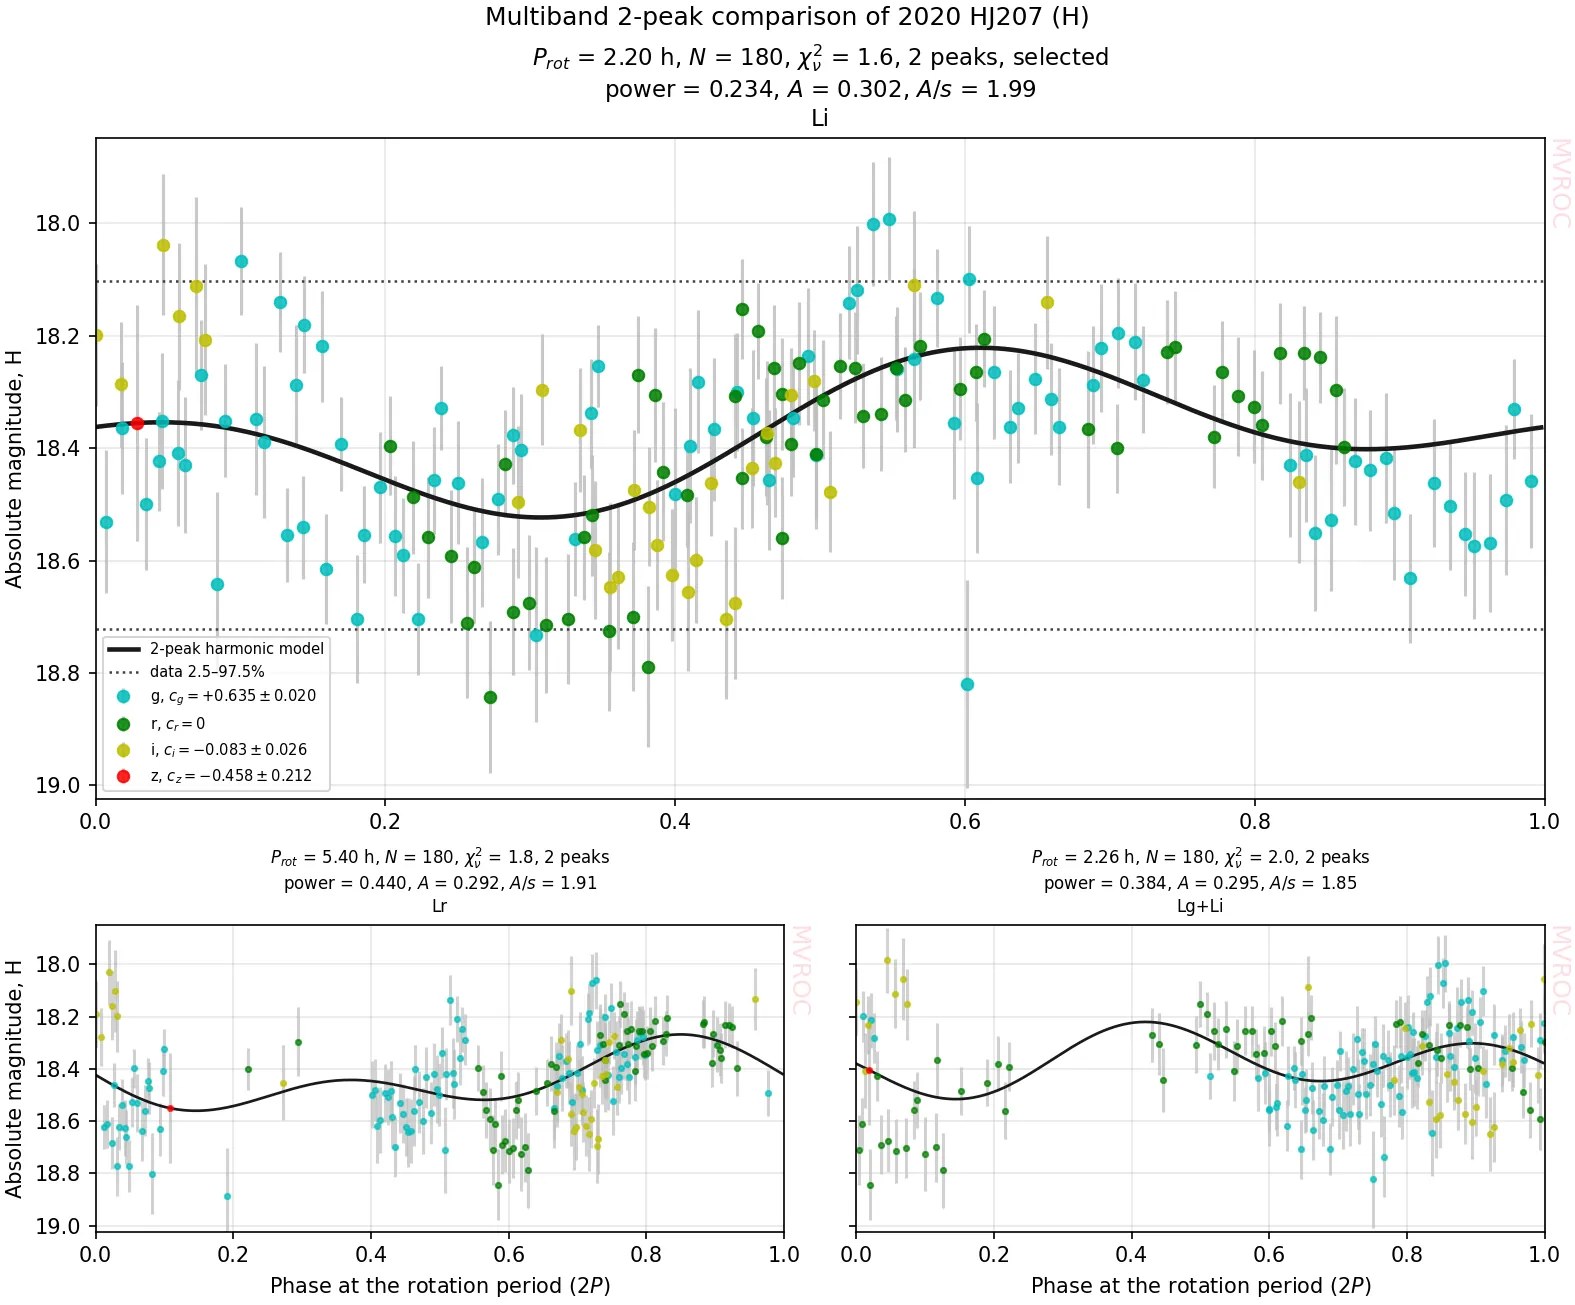 Multiband 2-peak comparison of 2020 HJ207 (H)
P_rot = 2.20 h, N = 180, χ²_ν = 1.6, 2 peaks, selected
power = 0.234, A = 0.302, A/s = 1.99
Li
MVROC
Absolute magnitude, H
18.0
18.2
18.4
18.6
18.8
19.0
2-peak harmonic model
data 2.5–97.5%
g, c_g = +0.635 ± 0.020
r, c_r = 0
i, c_i = −0.083 ± 0.026
z, c_z = −0.458 ± 0.212
0.0 0.2 0.4 0.6 0.8 1.0
P_rot = 5.40 h, N = 180, χ²_ν = 1.8, 2 peaks
power = 0.440, A = 0.292, A/s = 1.91
Lr
MVROC
Absolute magnitude, H
18.0
18.2
18.4
18.6
18.8
19.0
0.0 0.2 0.4 0.6 0.8 1.0
Phase at the rotation period (2P)
P_rot = 2.26 h, N = 180, χ²_ν = 2.0, 2 peaks
power = 0.384, A = 0.295, A/s = 1.85
Lg+Li
MVROC
0.0 0.2 0.4 0.6 0.8 1.0
Phase at the rotation period (2P)